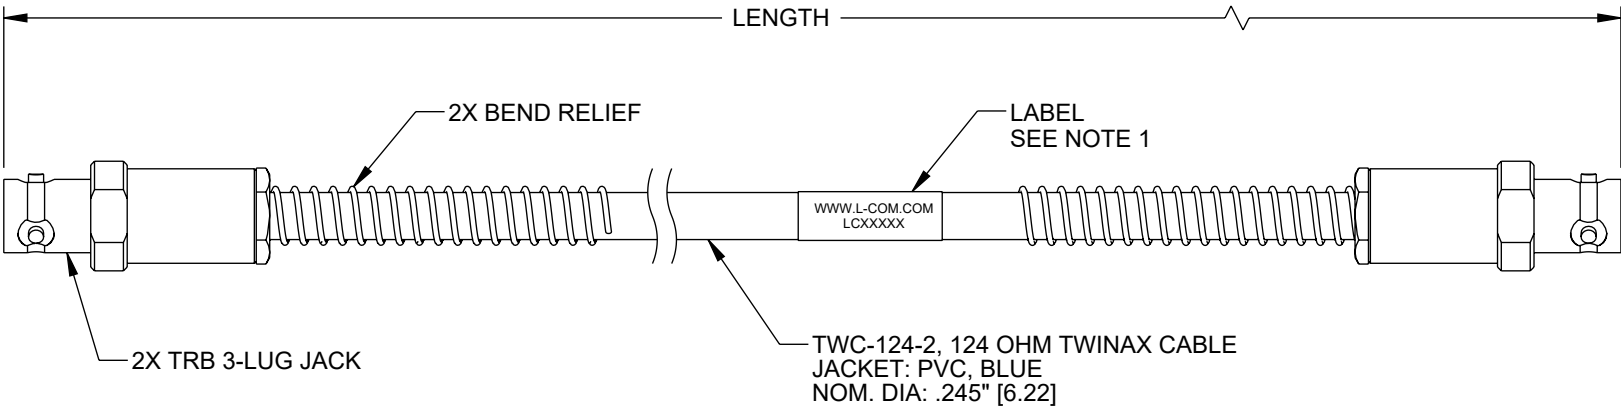 LENGTH
2X BEND RELIEF
LABEL
SEE NOTE 1
WWW.L-COM.COM
LCXXXXX
2X TRB 3-LUG JACK
TWC-124-2, 124 OHM TWINAX CABLE
JACKET: PVC, BLUE
NOM. DIA: .245" [6.22]